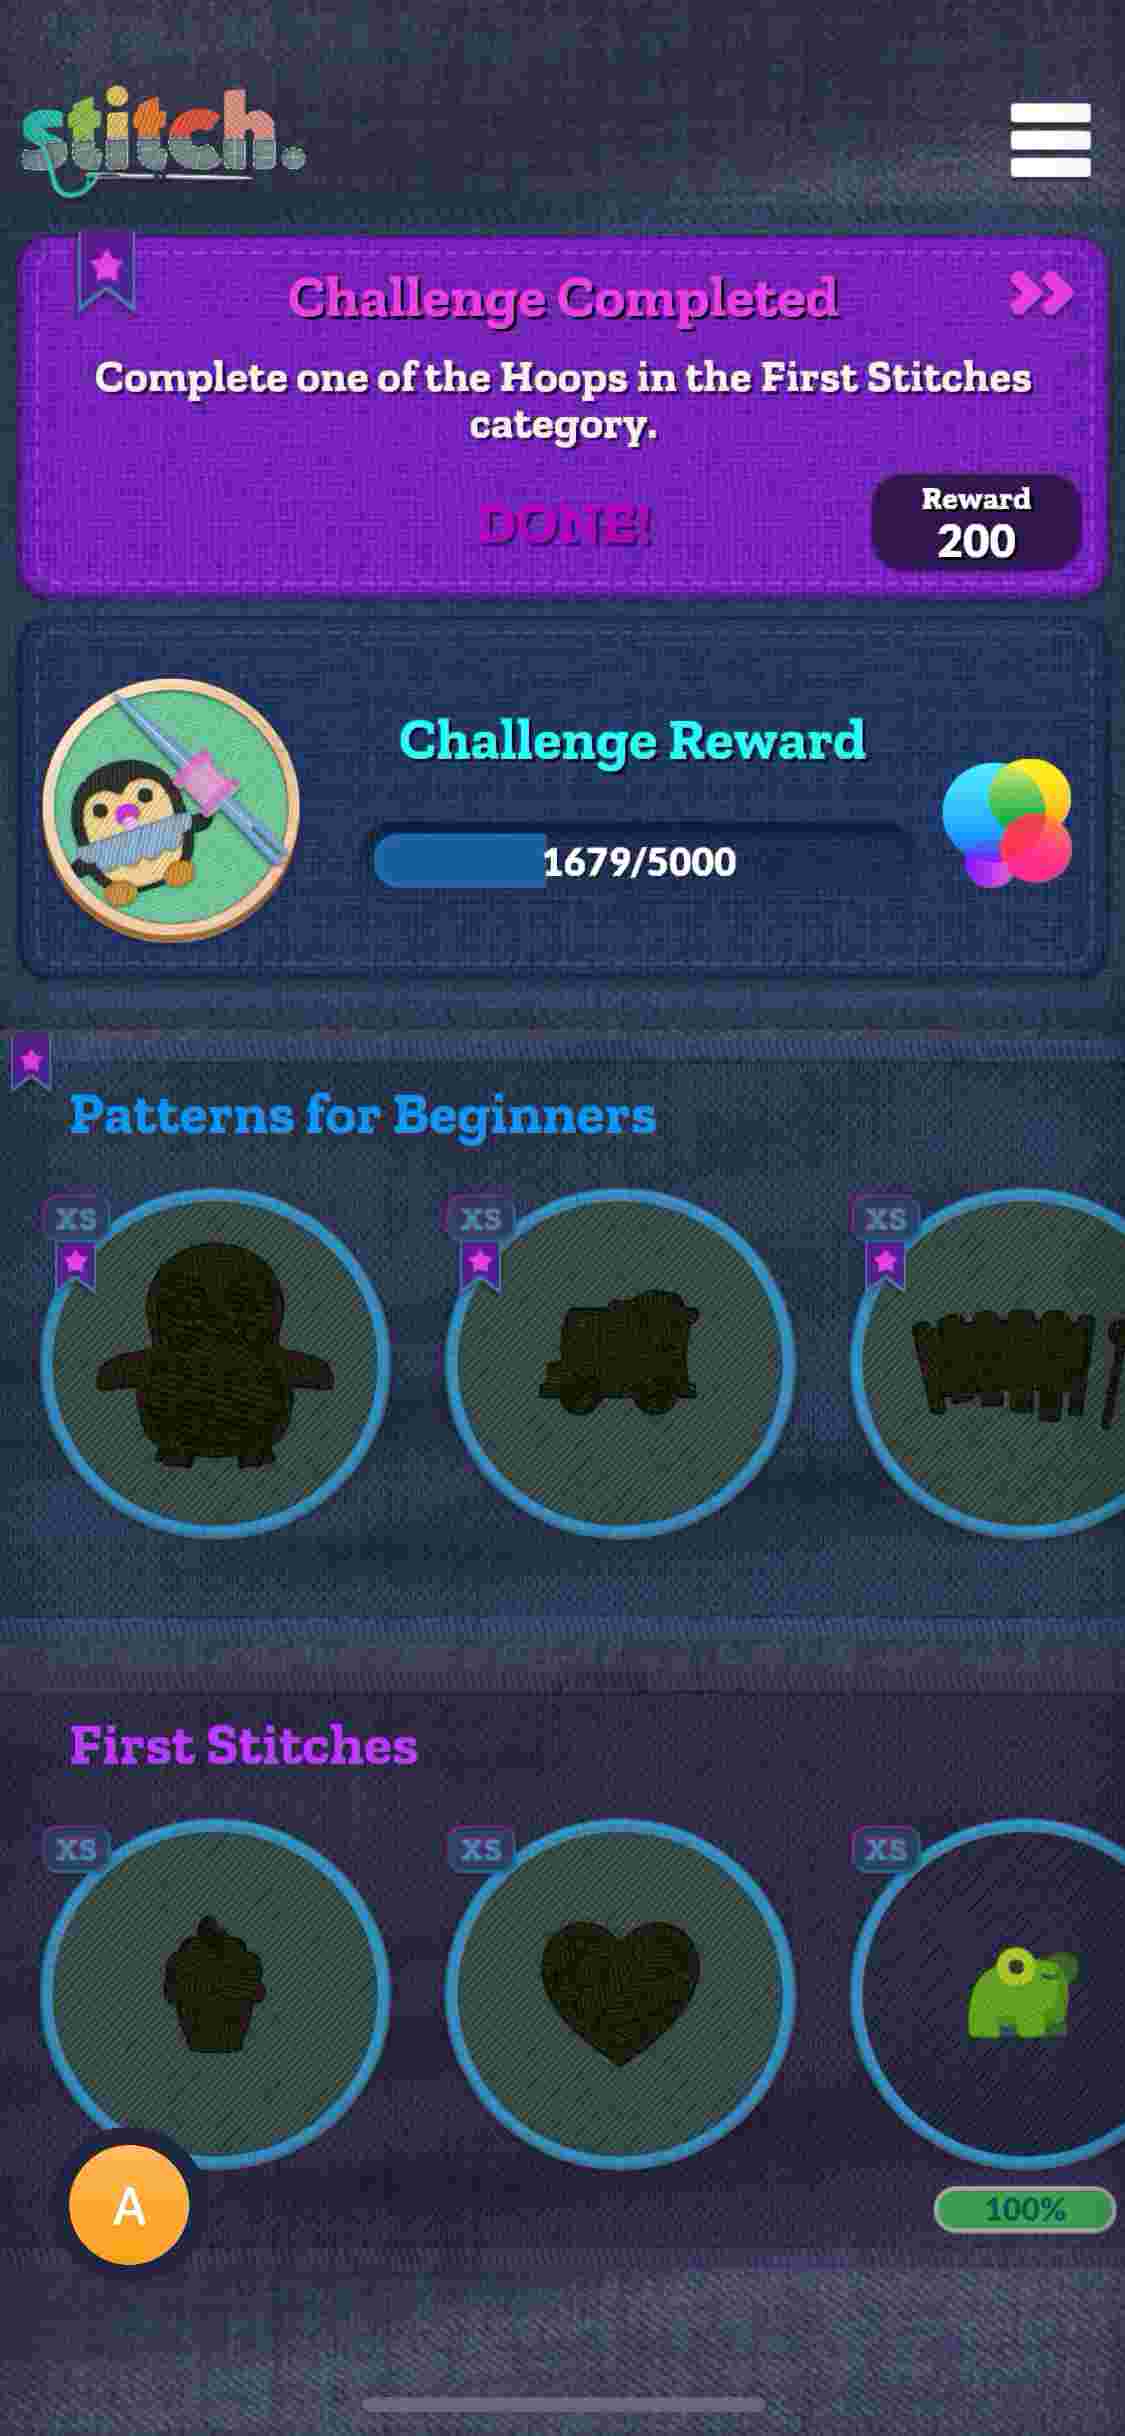 stitch.
Challenge Completed
Complete one of the Hoops in the First Stitches
category.
DONE!
Reward
200
Challenge Reward
1679/5000
Patterns for Beginners
XS
XS
XS
First Stitches
XS
XS
XS
A
100%